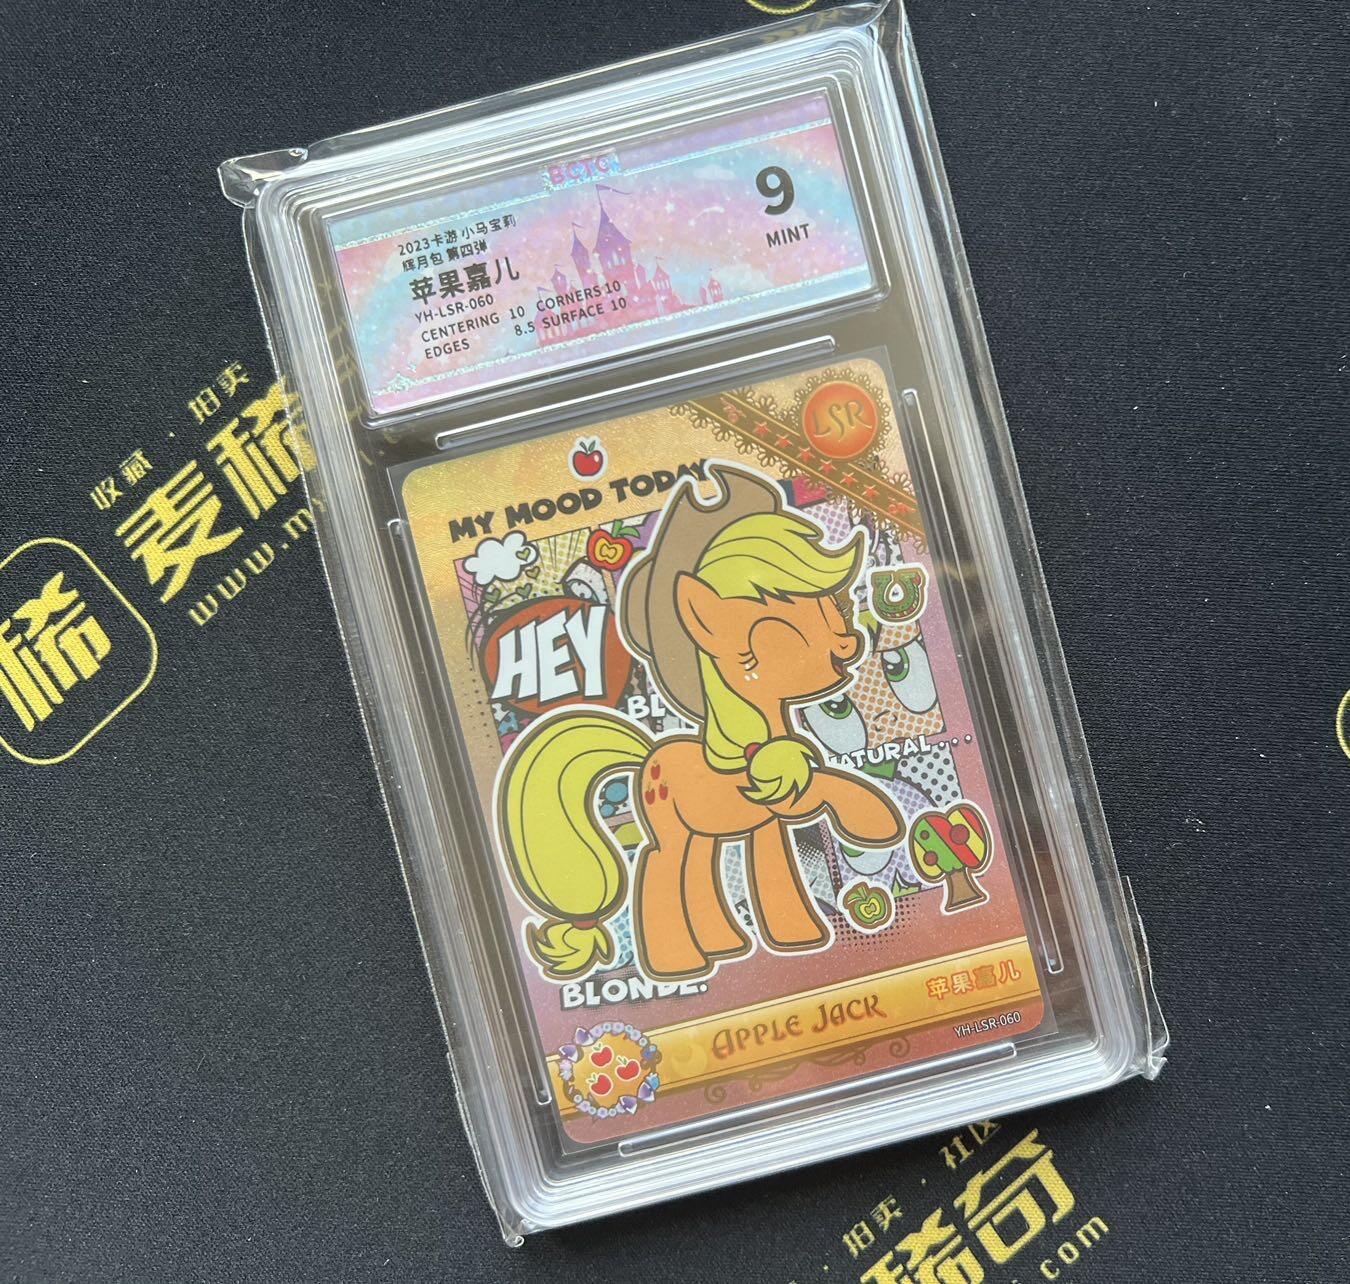 BCTC
2023卡游 小马宝莉
辉月包 第四弹
苹果嘉儿
YH-LSR-060
CENTERING 10 CORNERS 10
EDGES 8.5 SURFACE 10
9
MINT
LSR
MY MOOD TODAY
HEY
BL
NATURAL....
BLONDE.
APPLE JACK
苹果嘉儿
YH-LSR-060
收藏 · 拍卖
麦稀
www.m
稀
拍卖 · 社区
稀奇
.com